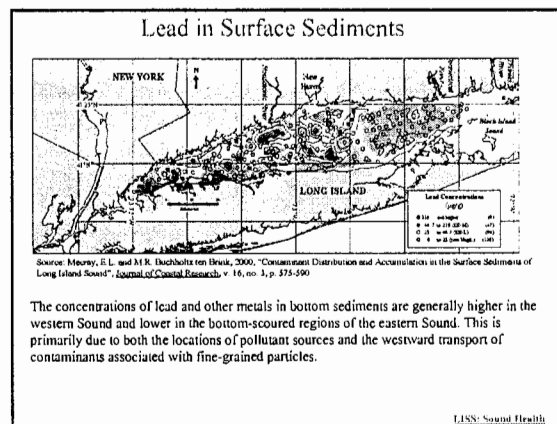 Lead in Surface Sediments
NEW YORK
N
New
Haven
Block Island
Sound
LONG ISLAND
Lead Concentrations
Source: Mecray, E.L. and M.R. Buchholtz ten Brink, 2000, "Contaminant Distribution and Accumulation in the Surface Sediments of
Long Island Sound", Journal of Coastal Research, v. 16, no. 3, p. 575-590
The concentrations of lead and other metals in bottom sediments are generally higher in the
western Sound and lower in the bottom-scoured regions of the eastern Sound. This is
primarily due to both the locations of pollutant sources and the westward transport of
contaminants associated with fine-grained particles.
LISS: Sound Health